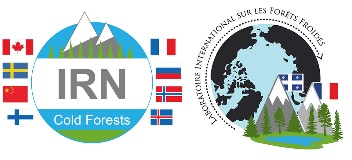 IRN
Cold Forests
LABORATOIRE INTERNATIONAL SUR LES FORÊTS FROIDES